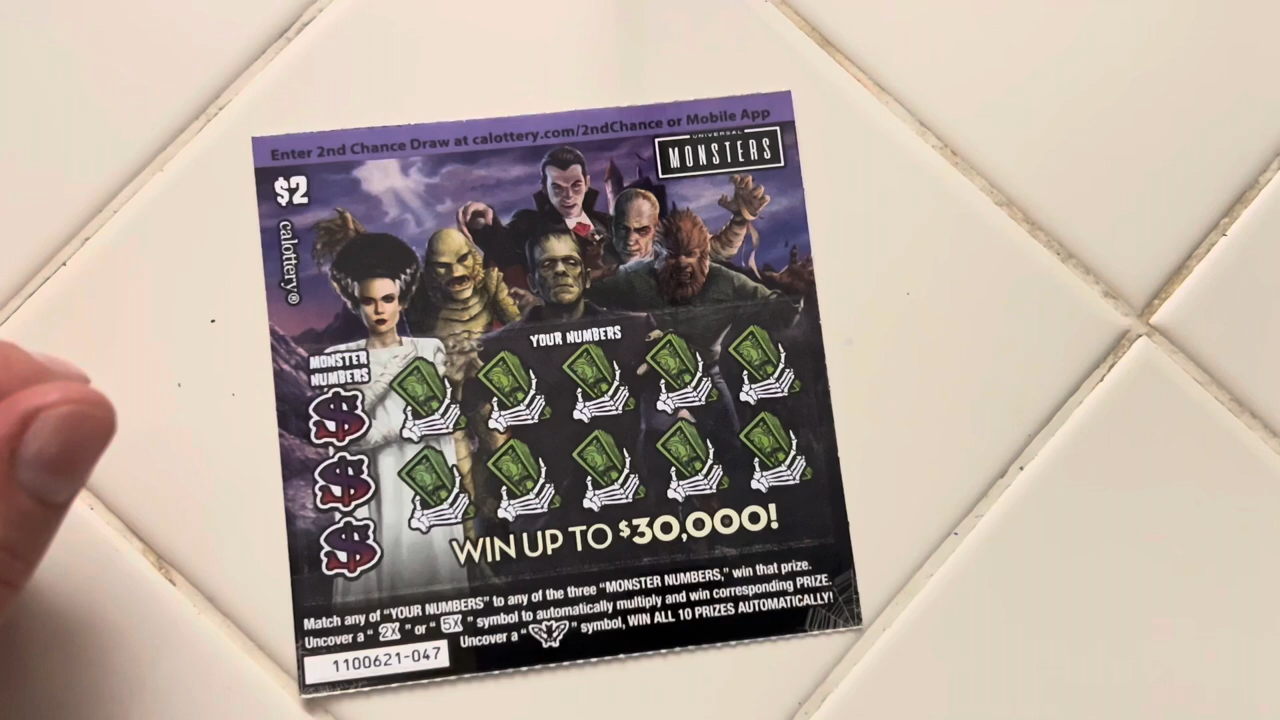 Enter 2nd Chance Draw at calottery.com/2ndChance or Mobile App
UNIVERSAL
MONSTERS
$2
calottery®
YOUR NUMBERS
MONSTER
NUMBERS
$
$
$
WIN UP TO $30,000!
Match any of "YOUR NUMBERS" to any of the three "MONSTER NUMBERS," win that prize.
Uncover a " 2X " or " 5X " symbol to automatically multiply and win corresponding PRIZE.
Uncover a " " symbol, WIN ALL 10 PRIZES AUTOMATICALLY!
1100621-047